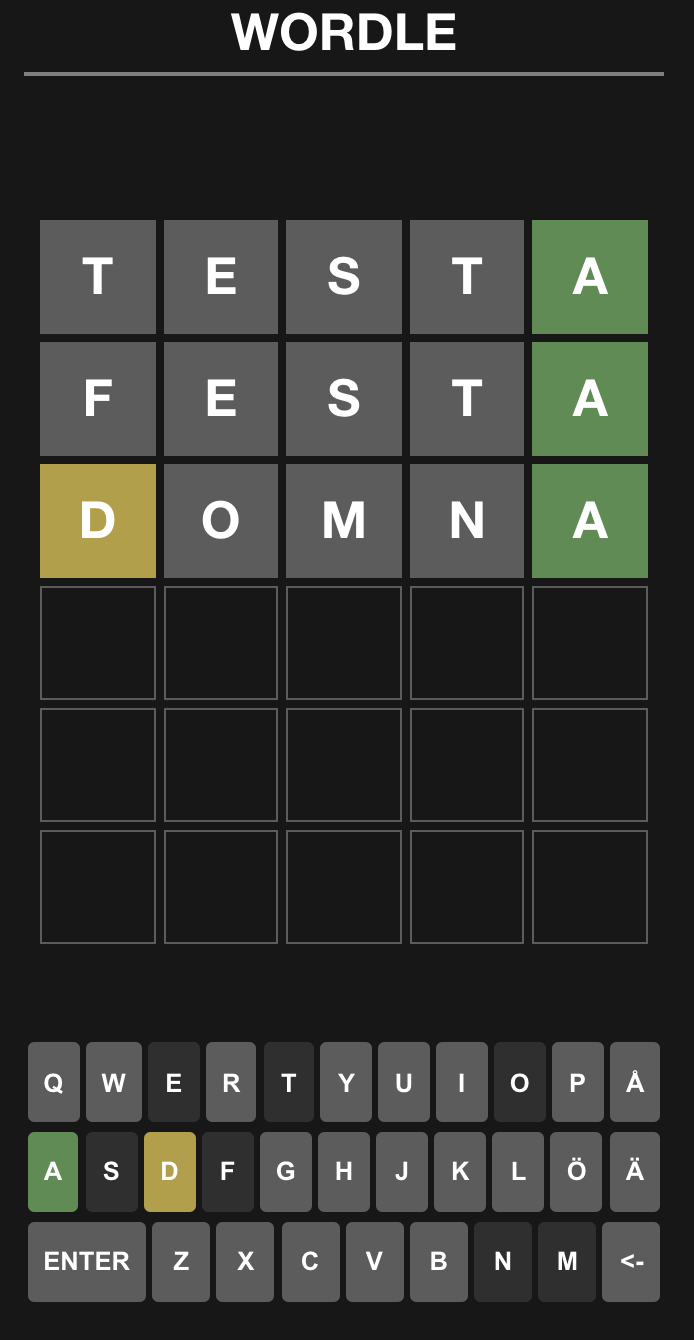 WORDLE
T E S T A
F E S T A
D O M N A
Q W E R T Y U I O P Å
A S D F G H J K L Ö Ä
ENTER Z X C V B N M <-